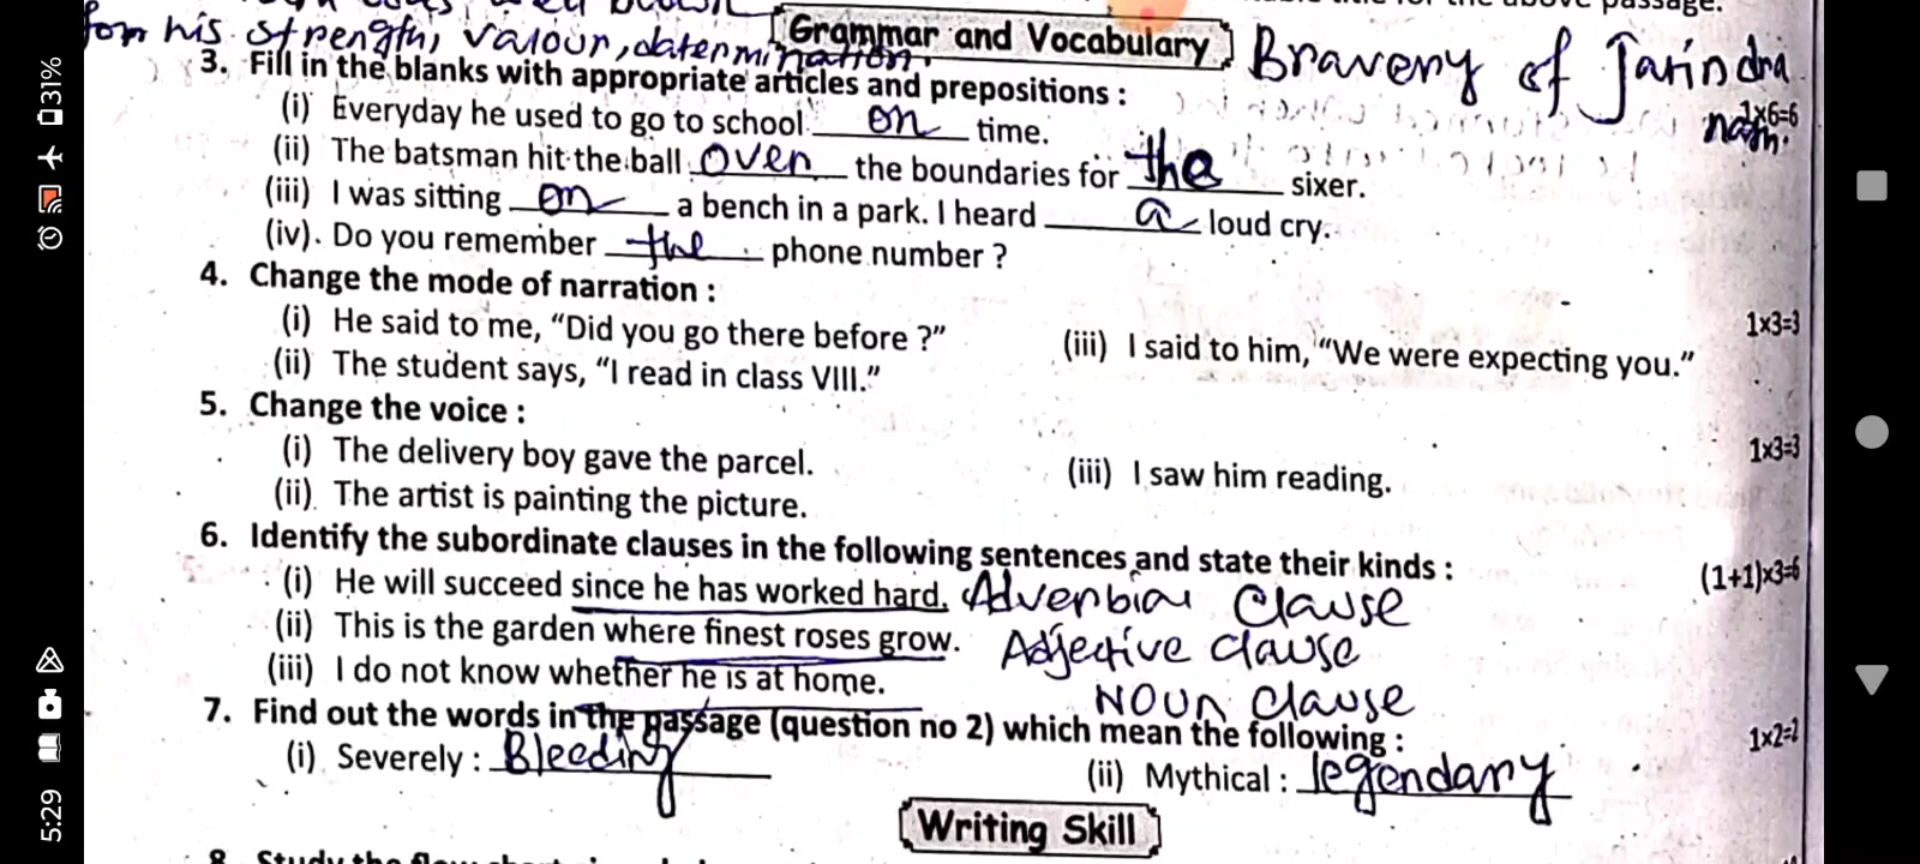 passage.
for his strength, valour, datermination.
Grammar and Vocabulary
Bravery of Jatindra nath.
3. Fill in the blanks with appropriate articles and prepositions :
1x6=6
(i) Everyday he used to go to school on time.
(ii) The batsman hit the ball over the boundaries for the sixer.
(iii) I was sitting on a bench in a park. I heard a loud cry.
(iv). Do you remember the phone number ?
4. Change the mode of narration :
1x3=3
(i) He said to me, “Did you go there before ?”
(iii) I said to him, “We were expecting you.”
(ii) The student says, “I read in class VIII.”
5. Change the voice :
1x3=3
(i) The delivery boy gave the parcel.
(iii) I saw him reading.
(ii) The artist is painting the picture.
6. Identify the subordinate clauses in the following sentences and state their kinds :
(1+1)x3=6
(i) He will succeed since he has worked hard. Adverbial Clause
(ii) This is the garden where finest roses grow. Adjective clause
(iii) I do not know whether he is at home. NOUN clause
7. Find out the words in the passage (question no 2) which mean the following :
1x2=2
(i) Severely : Bleeding
(ii) Mythical : legendary
Writing Skill
8. Study the flow chart
31%
5:29